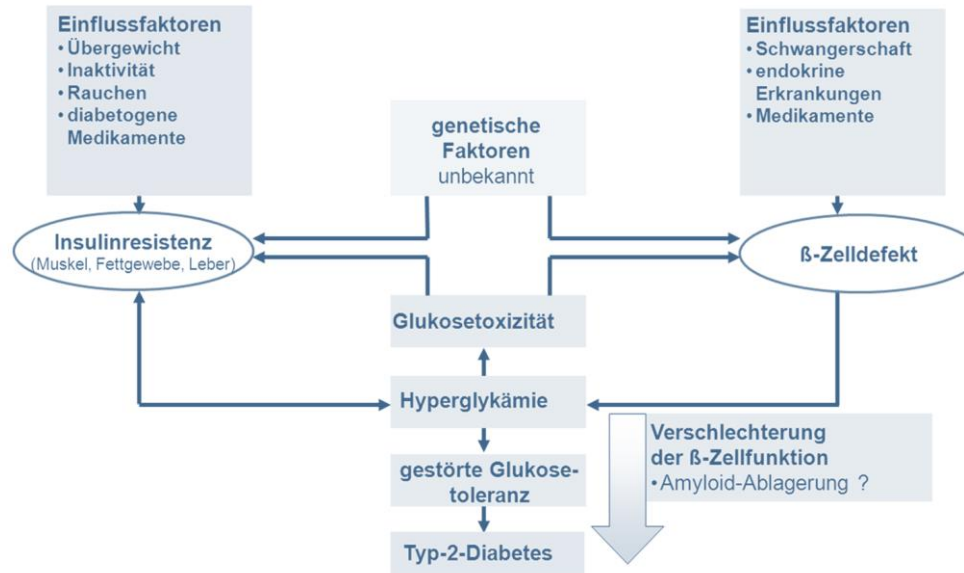 Einflussfaktoren
• Übergewicht
• Inaktivität
• Rauchen
• diabetogene
Medikamente
genetische
Faktoren
unbekannt
Einflussfaktoren
• Schwangerschaft
• endokrine
Erkrankungen
• Medikamente
Insulinresistenz
(Muskel, Fettgewebe, Leber)
ß-Zelldefekt
Glukosetoxizität
Hyperglykämie
gestörte Glukose-
toleranz
Typ-2-Diabetes
Verschlechterung
der ß-Zellfunktion
• Amyloid-Ablagerung ?